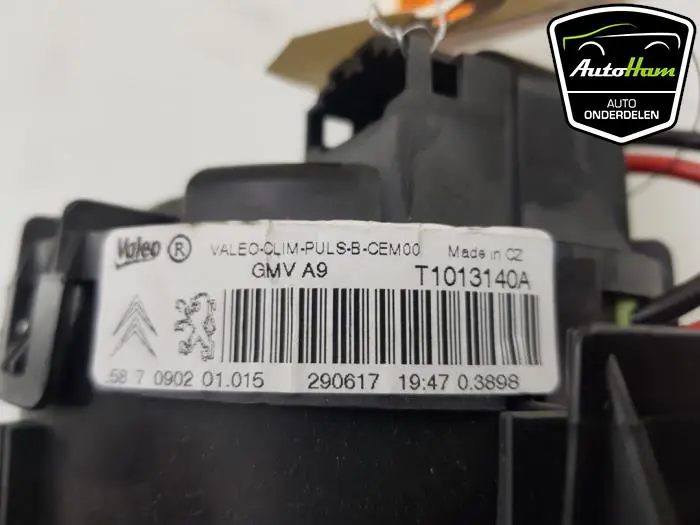 AutoHam
AUTO
ONDERDELEN
Valeo ® VALEO-CLIM-PULS-B-CEM00 Made in CZ
GMV A9 T1013140A
.58 7 0902 01.015 290617 19:47 0.3898